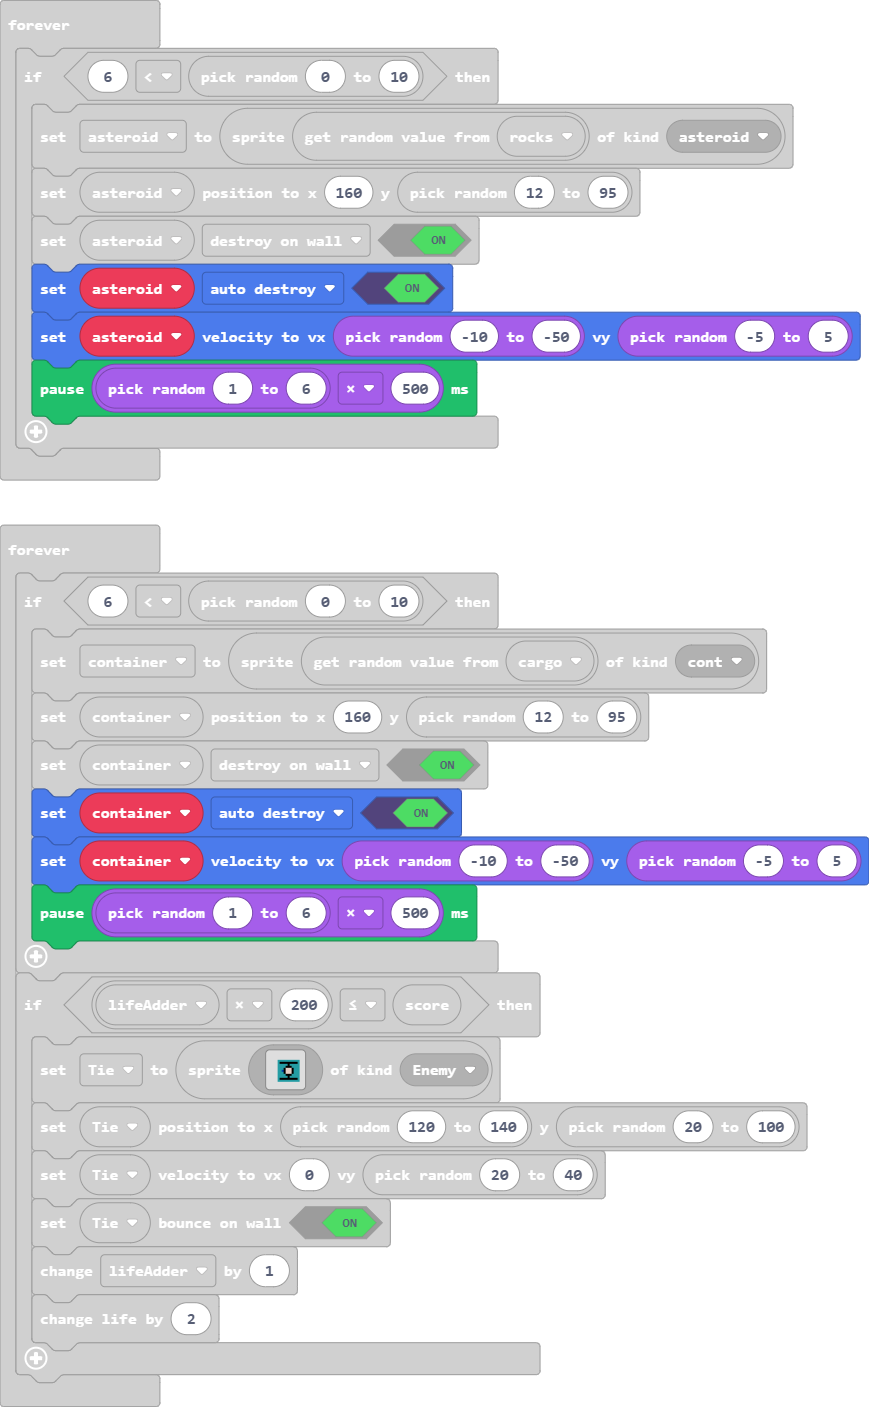 forever
if 6 < pick random 0 to 10 then
set asteroid to sprite get random value from rocks of kind asteroid
set asteroid position to x 160 y pick random 12 to 95
set asteroid destroy on wall ON
set asteroid auto destroy ON
set asteroid velocity to vx pick random -10 to -50 vy pick random -5 to 5
pause pick random 1 to 6 × 500 ms
forever
if 6 < pick random 0 to 10 then
set container to sprite get random value from cargo of kind cont
set container position to x 160 y pick random 12 to 95
set container destroy on wall ON
set container auto destroy ON
set container velocity to vx pick random -10 to -50 vy pick random -5 to 5
pause pick random 1 to 6 × 500 ms
if lifeAdder × 200 ≤ score then
set Tie to sprite of kind Enemy
set Tie position to x pick random 120 to 140 y pick random 20 to 100
set Tie velocity to vx 0 vy pick random 20 to 40
set Tie bounce on wall ON
change lifeAdder by 1
change life by 2